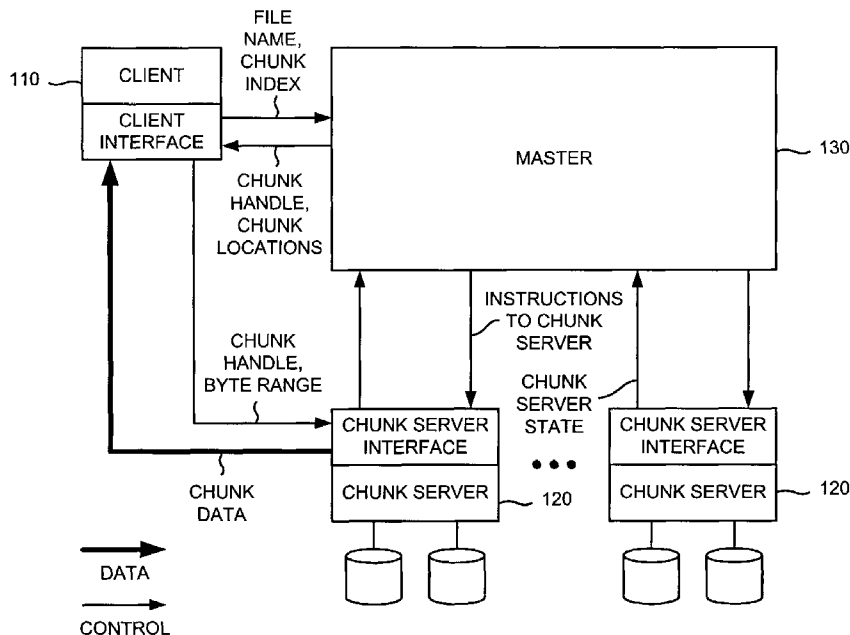 FILE
NAME,
CHUNK
INDEX
110
CLIENT
CLIENT
INTERFACE
MASTER
130
CHUNK
HANDLE,
CHUNK
LOCATIONS
INSTRUCTIONS
TO CHUNK
SERVER
CHUNK
HANDLE,
BYTE RANGE
CHUNK
SERVER
STATE
CHUNK SERVER
INTERFACE
CHUNK SERVER
INTERFACE
CHUNK
DATA
CHUNK SERVER
120
CHUNK SERVER
120
DATA
CONTROL